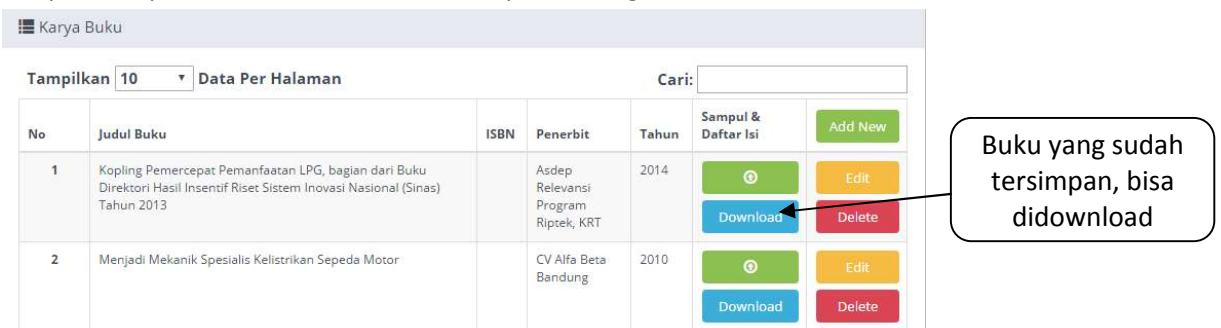 Karya Buku
Tampilkan 10 Data Per Halaman Cari:
No Judul Buku ISBN Penerbit Tahun Sampul & Daftar Isi Add New
1 Kopling Pemercepat Pemanfaatan LPG, bagian dari Buku
Direktori Hasil Insentif Riset Sistem Inovasi Nasional (Sinas)
Tahun 2013
Asdep
Relevansi
Program
Riptek, KRT
2014
Edit
Download Delete
2 Menjadi Mekanik Spesialis Kelistrikan Sepeda Motor
CV Alfa Beta
Bandung
2010
Edit
Download Delete
Buku yang sudah
tersimpan, bisa
didownload